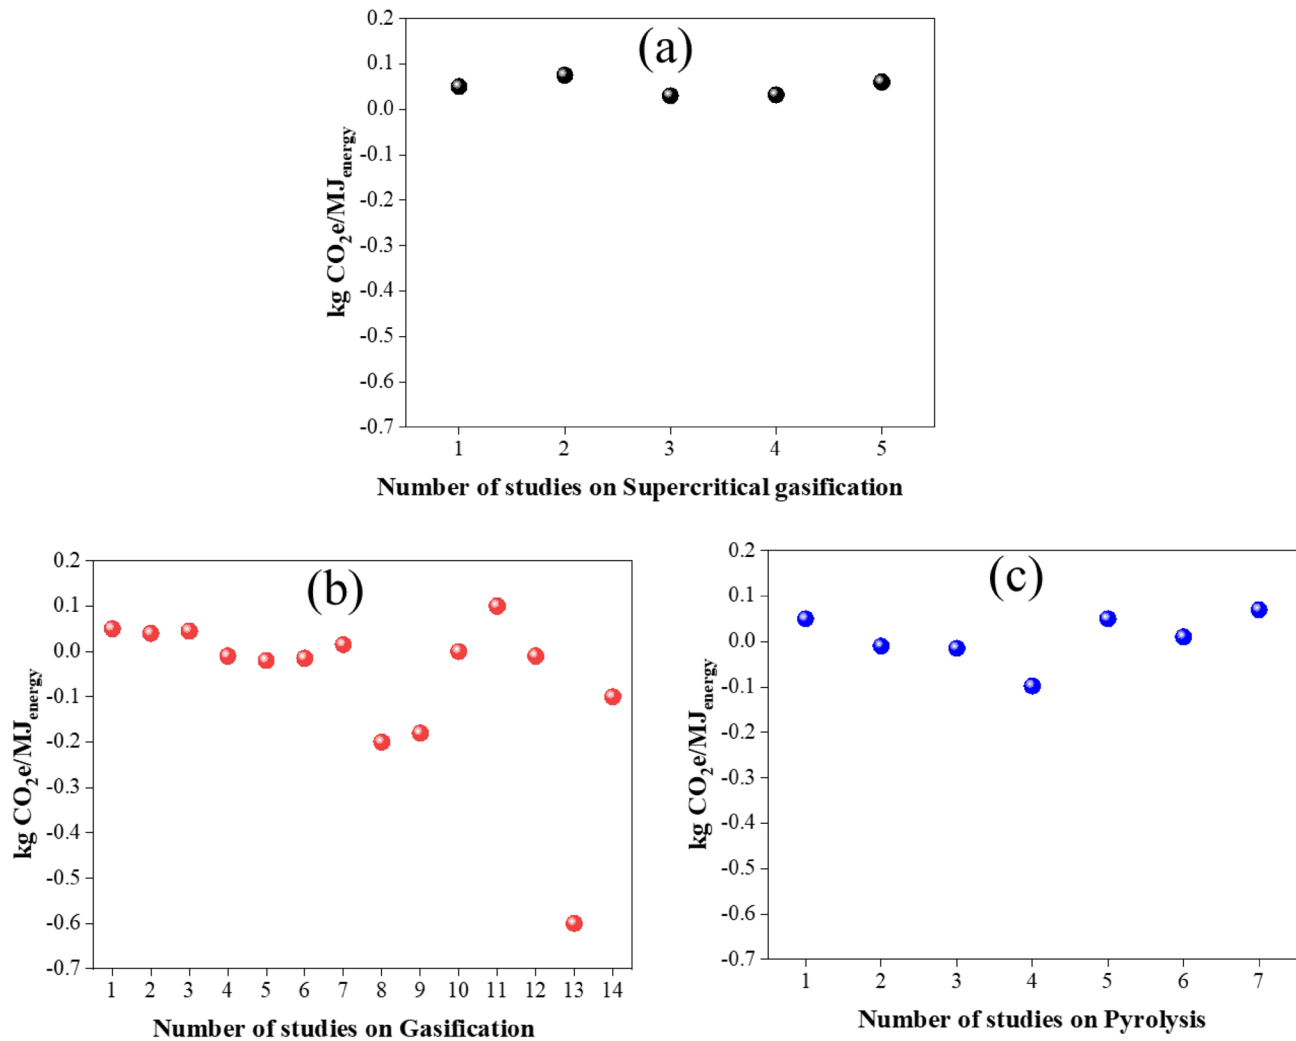 (a)
0.2
0.1
0.0
-0.1
-0.2
-0.3
-0.4
-0.5
-0.6
-0.7
kg CO₂e/MJ_energy
1 2 3 4 5
Number of studies on Supercritical gasification
(b)
0.2
0.1
0.0
-0.1
-0.2
-0.3
-0.4
-0.5
-0.6
-0.7
kg CO₂e/MJ_energy
1 2 3 4 5 6 7 8 9 10 11 12 13 14
Number of studies on Gasification
(c)
0.2
0.1
0.0
-0.1
-0.2
-0.3
-0.4
-0.5
-0.6
-0.7
kg CO₂e/MJ_energy
1 2 3 4 5 6 7
Number of studies on Pyrolysis